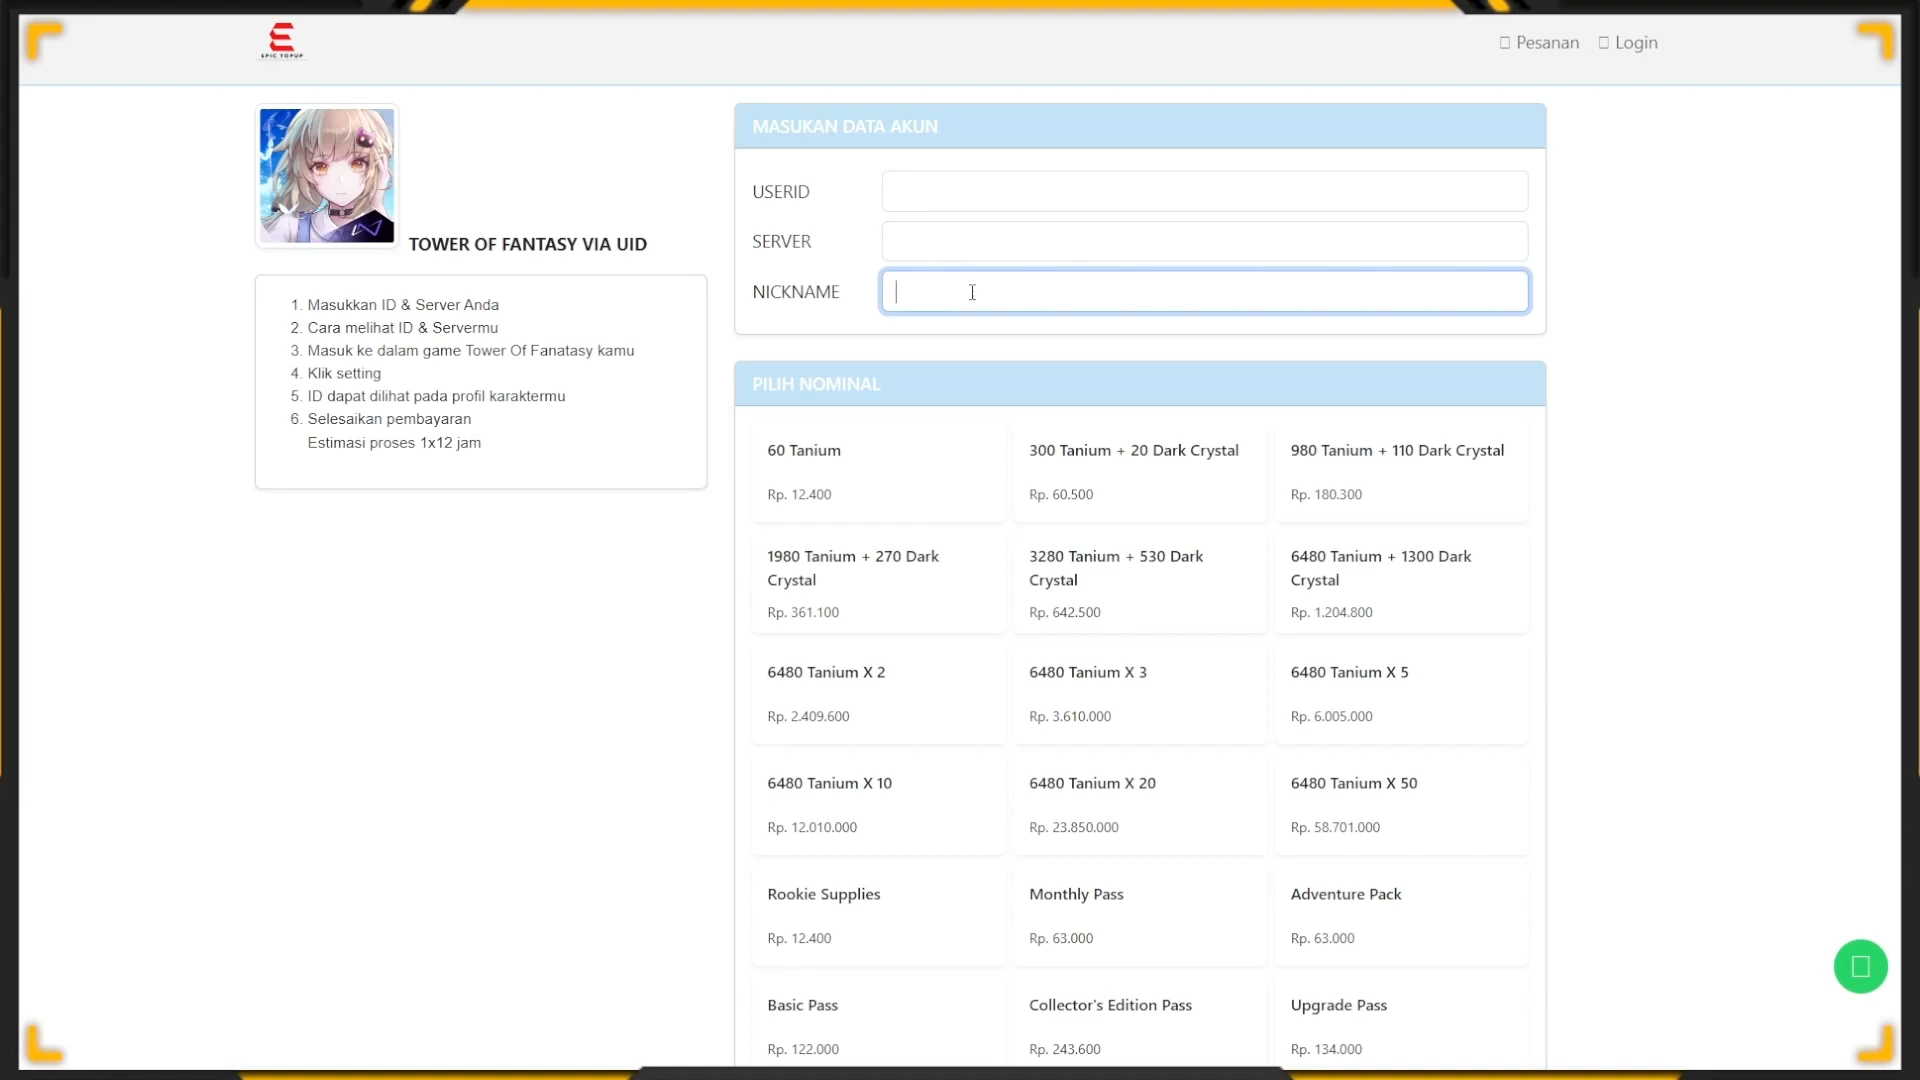 EPIC TOPUP
Pesanan
Login
TOWER OF FANTASY VIA UID
1. Masukkan ID & Server Anda
2. Cara melihat ID & Servermu
3. Masuk ke dalam game Tower Of Fanatasy kamu
4. Klik setting
5. ID dapat dilihat pada profil karaktermu
6. Selesaikan pembayaran
Estimasi proses 1x12 jam
MASUKAN DATA AKUN
USERID
SERVER
NICKNAME
PILIH NOMINAL
60 Tanium
Rp. 12.400
300 Tanium + 20 Dark Crystal
Rp. 60.500
980 Tanium + 110 Dark Crystal
Rp. 180.300
1980 Tanium + 270 Dark
Crystal
Rp. 361.100
3280 Tanium + 530 Dark
Crystal
Rp. 642.500
6480 Tanium + 1300 Dark
Crystal
Rp. 1.204.800
6480 Tanium X 2
Rp. 2.409.600
6480 Tanium X 3
Rp. 3.610.000
6480 Tanium X 5
Rp. 6.005.000
6480 Tanium X 10
Rp. 12.010.000
6480 Tanium X 20
Rp. 23.850.000
6480 Tanium X 50
Rp. 58.701.000
Rookie Supplies
Rp. 12.400
Monthly Pass
Rp. 63.000
Adventure Pack
Rp. 63.000
Basic Pass
Rp. 122.000
Collector's Edition Pass
Rp. 243.600
Upgrade Pass
Rp. 134.000